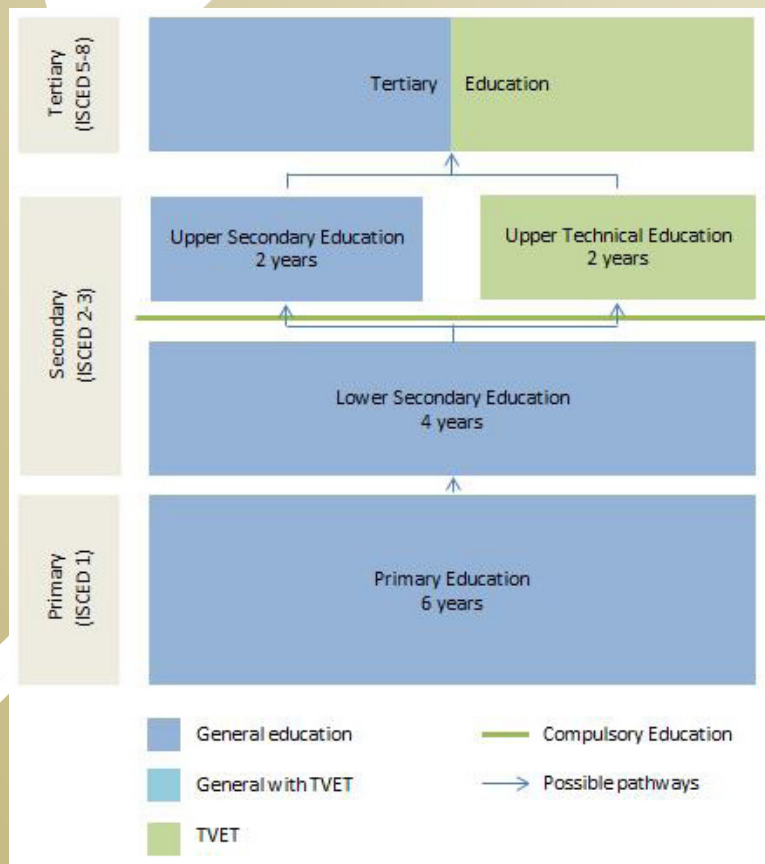 Tertiary
(ISCED 5-8)
Tertiary Education
Secondary
(ISCED 2-3)
Upper Secondary Education
2 years
Upper Technical Education
2 years
Lower Secondary Education
4 years
Primary
(ISCED 1)
Primary Education
6 years
General education
Compulsory Education
General with TVET
Possible pathways
TVET